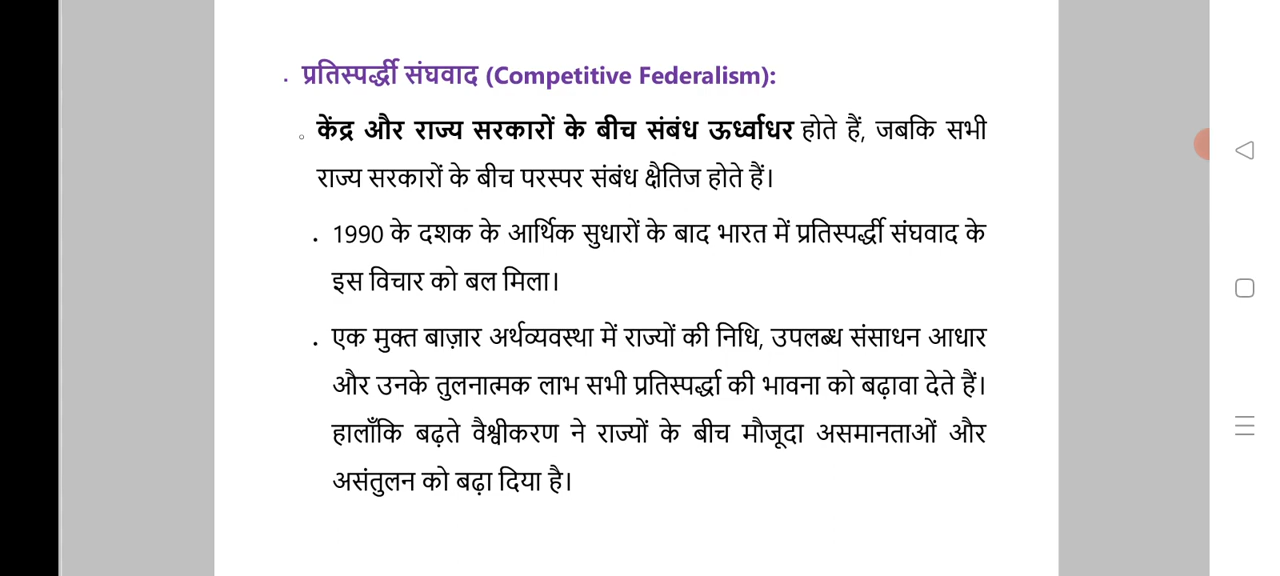 · प्रतिस्पर्द्धी संघवाद (Competitive Federalism):
○ केंद्र और राज्य सरकारों के बीच संबंध ऊर्ध्वाधर होते हैं, जबकि सभी
राज्य सरकारों के बीच परस्पर संबंध क्षैतिज होते हैं।
· 1990 के दशक के आर्थिक सुधारों के बाद भारत में प्रतिस्पर्द्धी संघवाद के
इस विचार को बल मिला।
· एक मुक्त बाज़ार अर्थव्यवस्था में राज्यों की निधि, उपलब्ध संसाधन आधार
और उनके तुलनात्मक लाभ सभी प्रतिस्पर्द्धा की भावना को बढ़ावा देते हैं।
हालाँकि बढ़ते वैश्वीकरण ने राज्यों के बीच मौजूदा असमानताओं और
असंतुलन को बढ़ा दिया है।